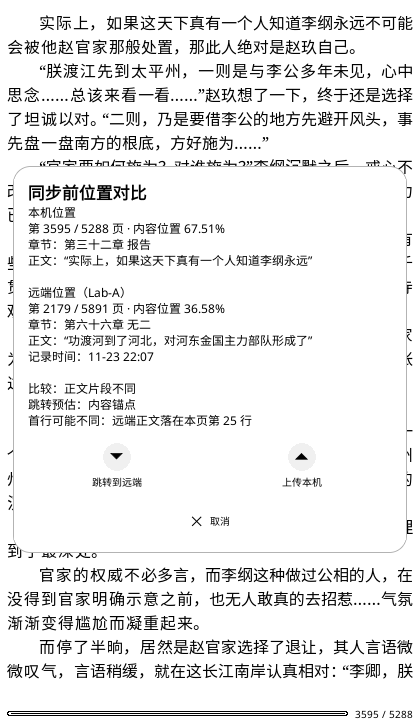 实际上，如果这天下真有一个人知道李纲永远不可能
会被他赵官家那般处置，那此人绝对是赵玖自己。
“朕渡江先到太平州，一则是与李公多年未见，心中
思念……总该来看一看……”赵玖想了一下，终于还是选择
了坦诚以对。“二则，乃是要借李公的地方先避开风头，事
先盘一盘南方的根底，方好施为……”
同步前位置对比
本机位置
第 3595 / 5288 页 · 内容位置 67.51%
章节：第三十二章 报告
正文：“实际上，如果这天下真有一个人知道李纲永远”
远端位置（Lab-A）
第 2179 / 5891 页 · 内容位置 36.58%
章节：第六十六章 无二
正文：“功渡河到了河北，对河东金国主力部队形成了”
记录时间：11-23 22:07
比较：正文片段不同
跳转预估：内容锚点
首行可能不同：远端正文落在本页第 25 行
跳转到远端
上传本机
取消
官家的权威不必多言，而李纲这种做过公相的人，在
没得到官家明确示意之前，也无人敢真的去招惹……气氛
渐渐变得尴尬而凝重起来。
而停了半晌，居然是赵官家选择了退让，其人言语微
微叹气，言语稍缓，就在这长江南岸认真相对：“李卿，朕
3595 / 5288